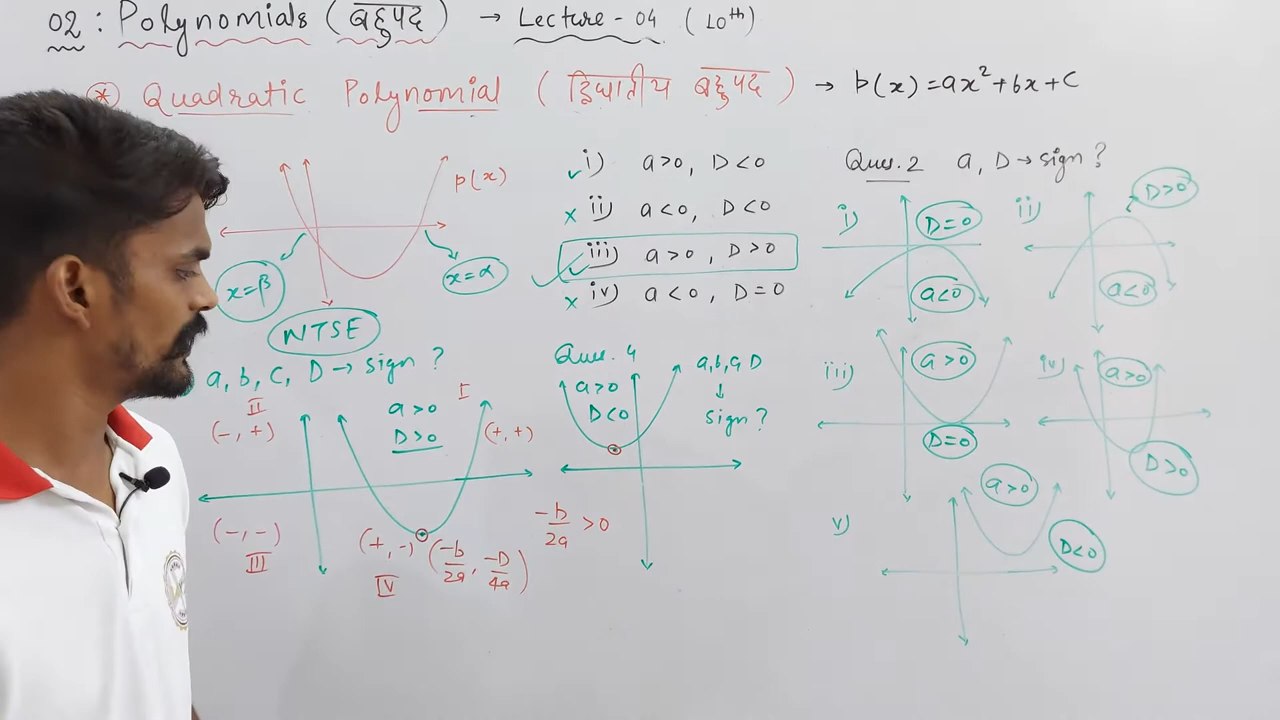 02 : Polynomials ( बहुपद ) → Lecture - 04 ( 10th )
* Quadratic Polynomial ( द्विघातीय बहुपद ) → p(x) = ax² + bx + c
p(x)
x=β
x=α
i) a>0, D<0
ii) a<0, D<0
iii) a>0, D>0
iv) a<0, D=0
Ques. 2 a, D → sign ?
i) D=0
a<0
ii) D>0
a<0
iii) a>0
D=0
iv) a>0
D>0
v) a>0
D<0
NTSE
a, b, c, D → sign ?
II
(-, +)
a>0
D>0
I
(+, +)
(-, -)
III
(+, -)
IV
(-b/2a, -D/4a)
Ques. 4
a>0
D<0
a, b, c, D
↓
sign ?
-b/2a > 0